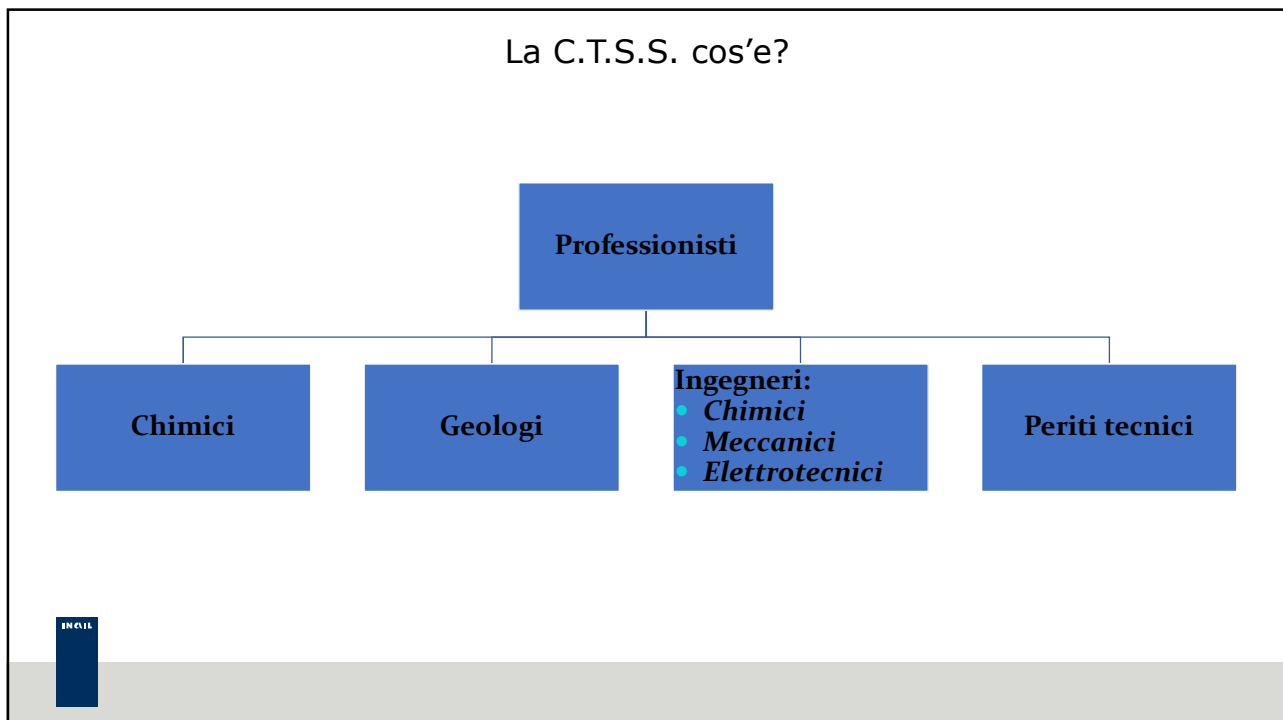 La C.T.S.S. cos’e?
Professionisti
Chimici
Geologi
Ingegneri:
• Chimici
• Meccanici
• Elettrotecnici
Periti tecnici
INAIL